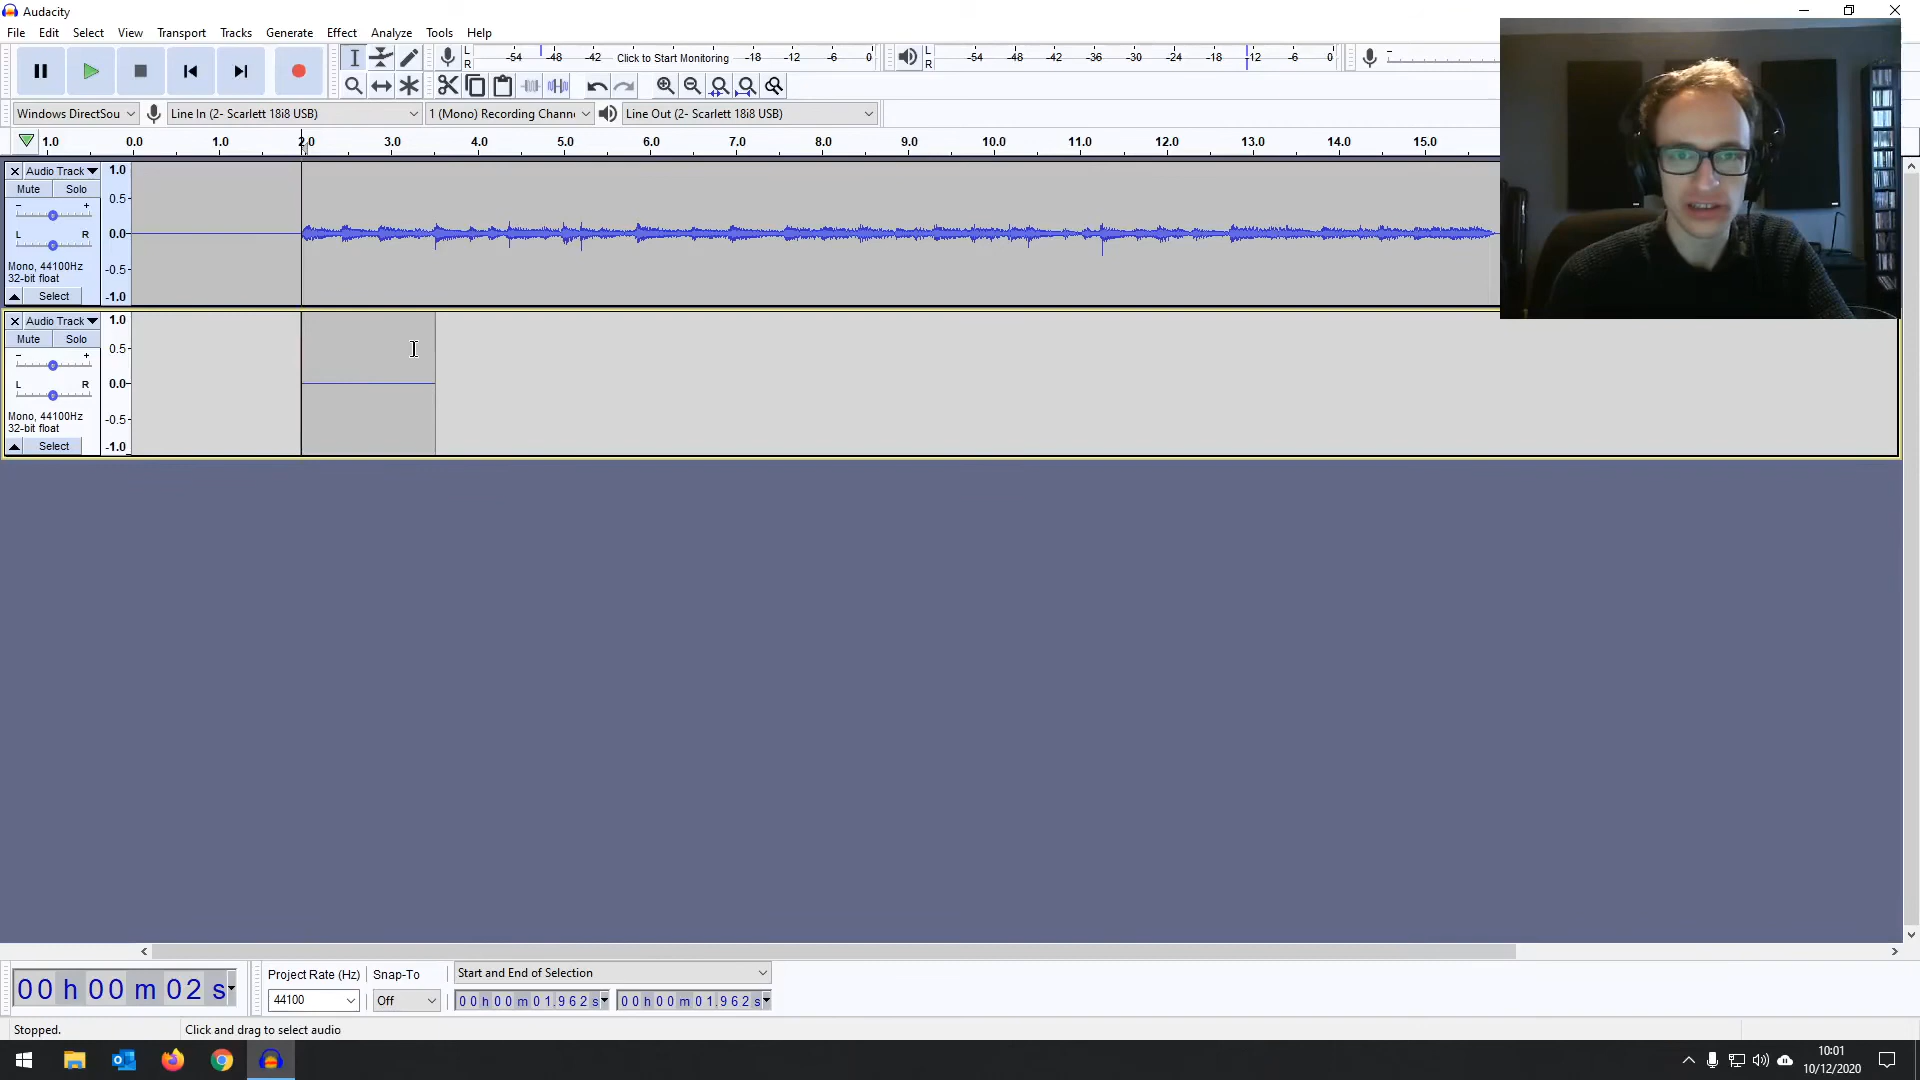 Audacity
File Edit Select View Transport Tracks Generate Effect Analyze Tools Help
L R -54 -48 -42 Click to Start Monitoring -18 -12 -6 0 L R -54 -48 -42 -36 -30 -24 -18 -12 -6 0
Windows DirectSou Line In (2- Scarlett 18i8 USB) 1 (Mono) Recording Chann Line Out (2- Scarlett 18i8 USB)
1.0 0.0 1.0 2.0 3.0 4.0 5.0 6.0 7.0 8.0 9.0 10.0 11.0 12.0 13.0 14.0 15.0
Audio Track 1.0
Mute Solo 0.5
L R 0.0
Mono, 44100Hz -0.5
32-bit float
Select -1.0
Audio Track 1.0
Mute Solo 0.5
L R 0.0
Mono, 44100Hz -0.5
32-bit float
Select -1.0
00 h 00 m 02 s
Project Rate (Hz) Snap-To Start and End of Selection
44100 Off 00 h 00 m 01.962 s 00 h 00 m 01.962 s
Stopped. Click and drag to select audio
10:01
10/12/2020